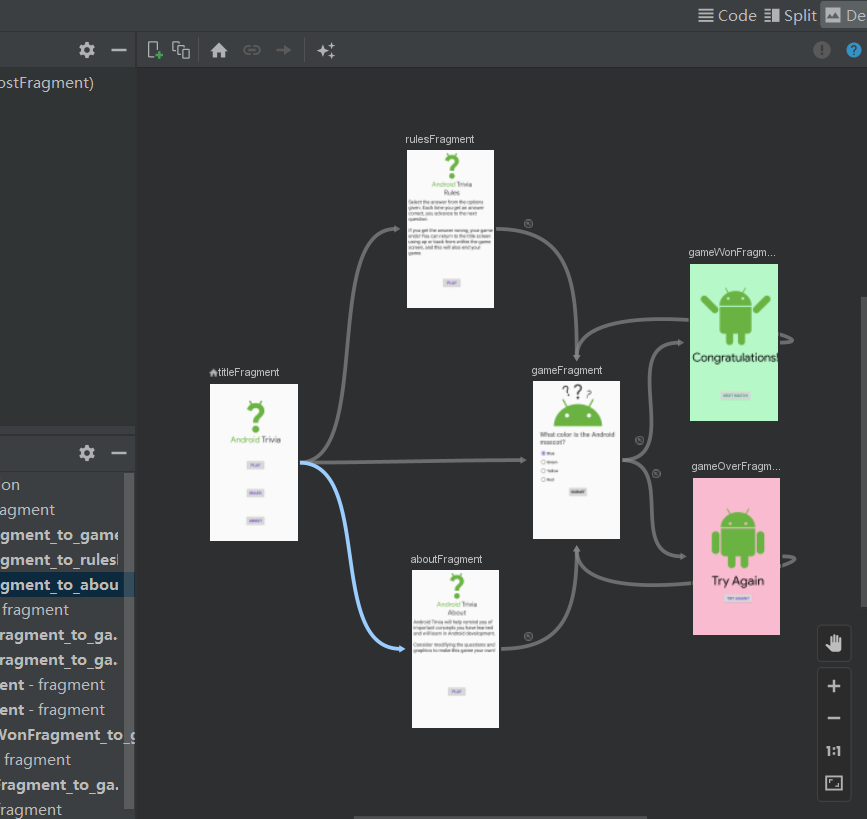 Code
Split
De
ostFragment)
rulesFragment
Android Trivia
Rules
Select the answer from the options
given. Each time you get an answer
correct, you advance to the next
question.
If you get the answer wrong, your game
ends! You can return to the title screen
using up or back from within the game
screen, and this will also end your
game.
PLAY
gameWonFragm...
Congratulations!
titleFragment
Android Trivia
PLAY
RULES
ABOUT
gameFragment
What color is the Android
mascot?
Blue
Green
Yellow
Red
SUBMIT
gameOverFragm...
Try Again
TRY AGAIN?
aboutFragment
Android Trivia
About
Android Trivia will help remind you of
important concepts you have learned
and will learn in Android development.
Consider modifying the questions and
graphics to make this game your own!
PLAY
on
agment
gment_to_game
gment_to_rules
gment_to_abou
fragment
ragment_to_ga.
ragment_to_ga.
ent - fragment
ent - fragment
WonFragment_to_g
fragment
Fragment_to_ga.
fragment
1:1